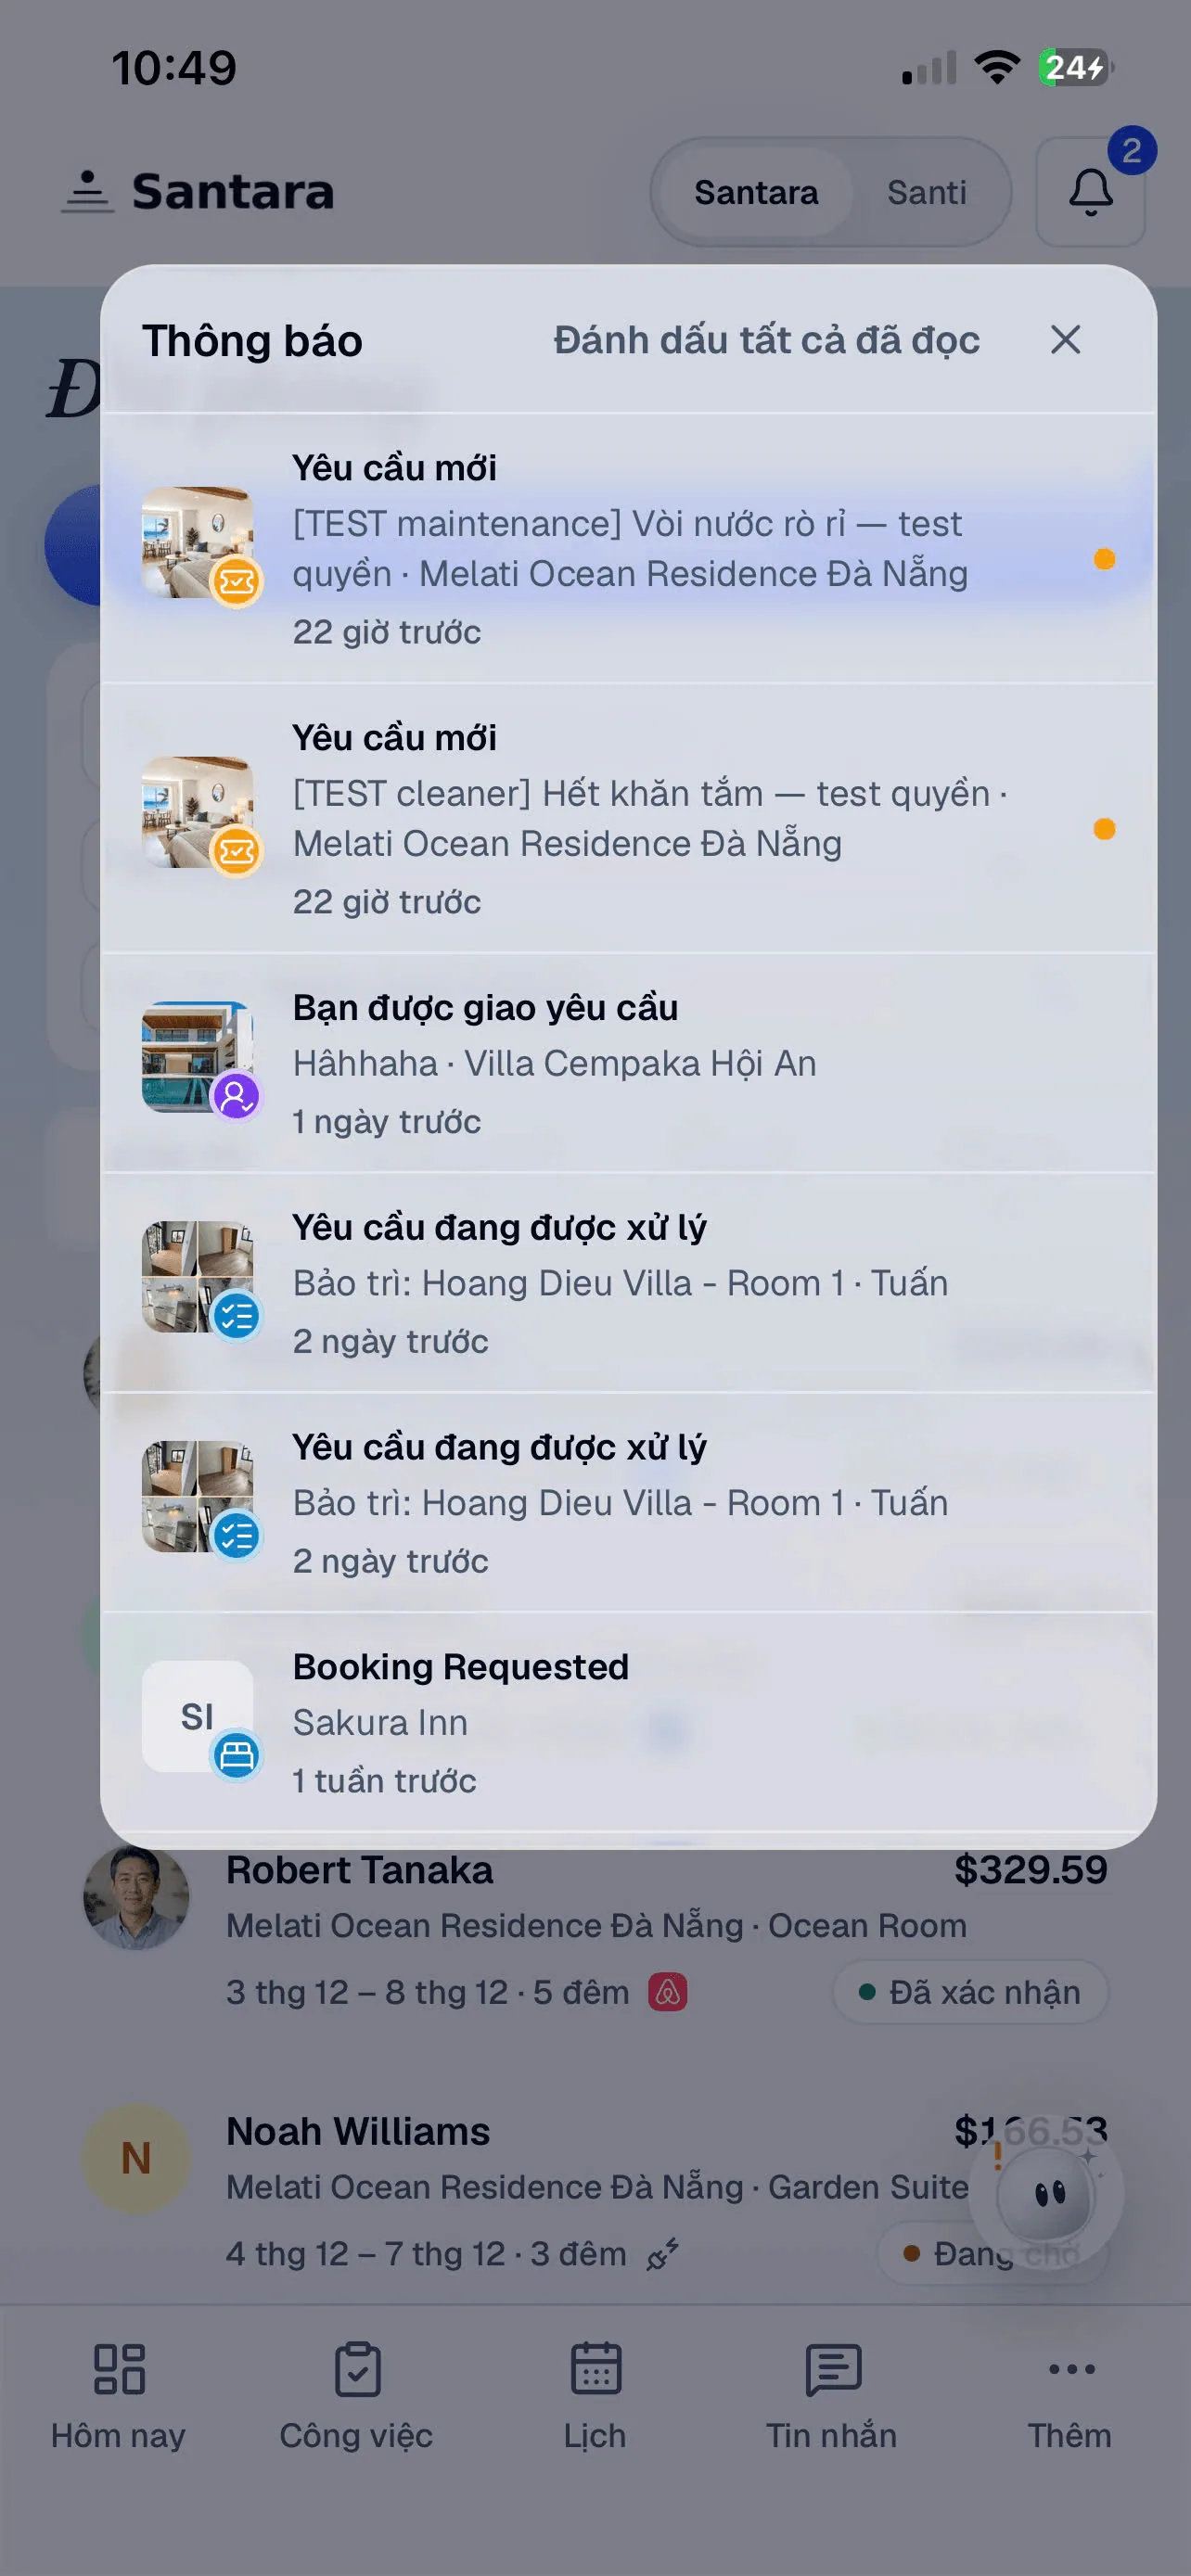 10:49
24
Santara
Santara
Santi
2
Thông báo
Đánh dấu tất cả đã đọc
Yêu cầu mới
[TEST maintenance] Vòi nước rò rỉ — test
quyền · Melati Ocean Residence Đà Nẵng
22 giờ trước
Yêu cầu mới
[TEST cleaner] Hết khăn tắm — test quyền ·
Melati Ocean Residence Đà Nẵng
22 giờ trước
Bạn được giao yêu cầu
Hâhhaha · Villa Cempaka Hội An
1 ngày trước
Yêu cầu đang được xử lý
Bảo trì: Hoang Dieu Villa - Room 1 · Tuấn
2 ngày trước
Yêu cầu đang được xử lý
Bảo trì: Hoang Dieu Villa - Room 1 · Tuấn
2 ngày trước
SI
Booking Requested
Sakura Inn
1 tuần trước
Robert Tanaka
$329.59
Melati Ocean Residence Đà Nẵng · Ocean Room
3 thg 12 – 8 thg 12 · 5 đêm
Đã xác nhận
N
Noah Williams
$166.53
Melati Ocean Residence Đà Nẵng · Garden Suite
4 thg 12 – 7 thg 12 · 3 đêm
Đang chờ
Hôm nay
Công việc
Lịch
Tin nhắn
Thêm